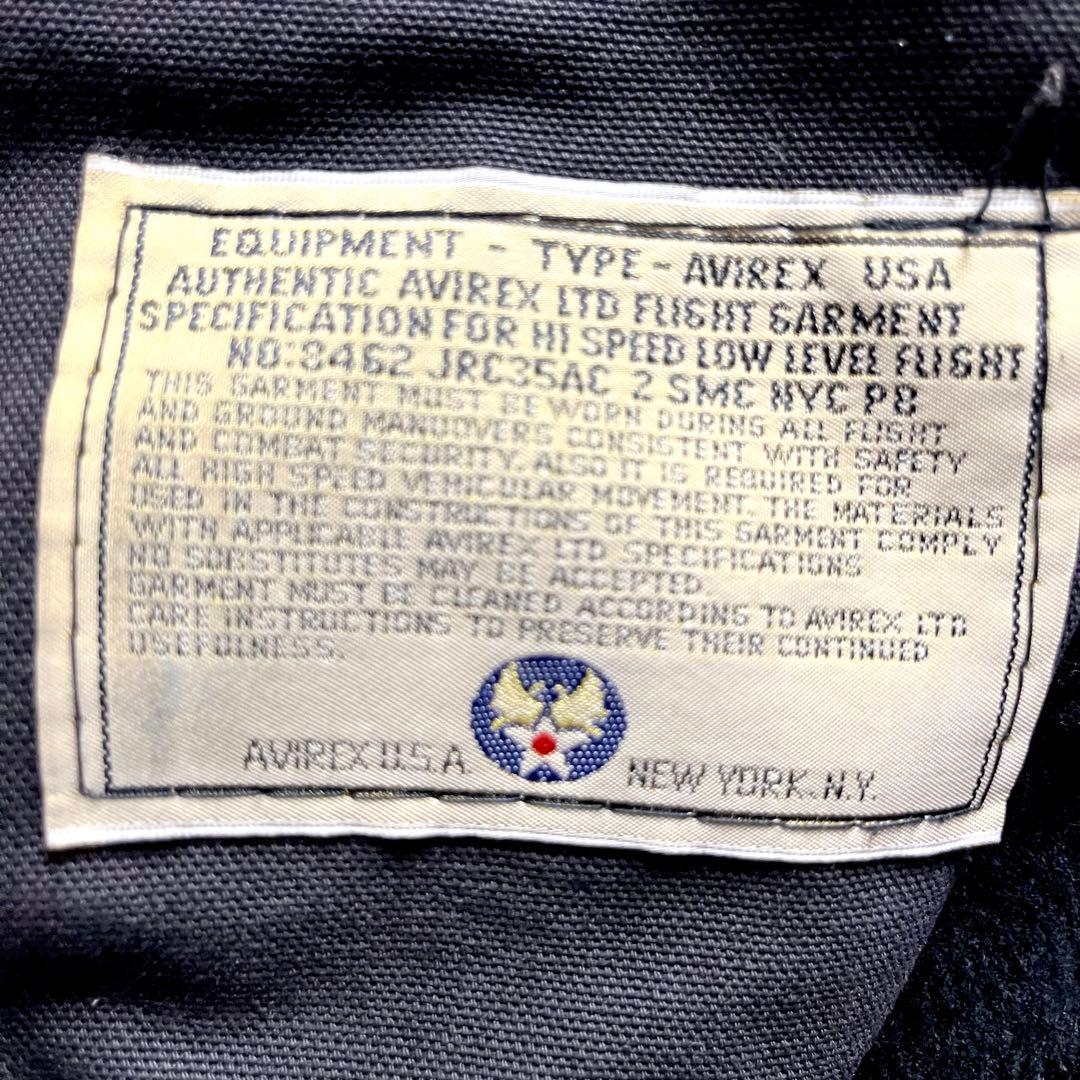 EQUIPMENT - TYPE - AVIREX USA
AUTHENTIC AVIREX LTD FLIGHT GARMENT
SPECIFICATION FOR HI SPEED LOW LEVEL FLIGHT
NO: 3462 JRC35AC 2 SMC NYC P8
THIS GARMENT MUST BE WORN DURING ALL FLIGHT
AND GROUND MANUOVERS CONSISTENT WITH SAFETY
AND COMBAT SECURITY. ALSO IT IS REQUIRED FOR
ALL HIGH SPEED VEHICULAR MOVEMENT. THE MATERIALS
USED IN THE CONSTRUCTIONS OF THIS GARMENT COMPLY
WITH APPLICABLE AVIREX LTD SPECIFICATIONS
NO SUBSTITUTES MAY BE ACCEPTED.
GARMENT MUST BE CLEANED ACCORDING TO AVIREX LTD
CARE INSTRUCTIONS TO PRESERVE THEIR CONTINUED
USEFULNESS.
AVIREX U.S.A. NEW YORK. N.Y.